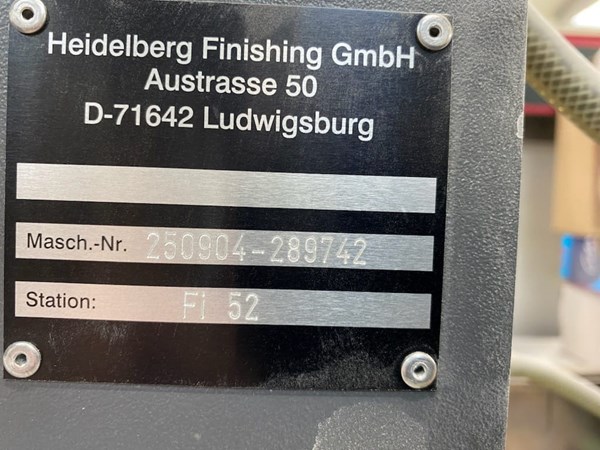 Heidelberg Finishing GmbH
Austrasse 50
D-71642 Ludwigsburg
Masch.-Nr. 250904-289742
Station: FI 52